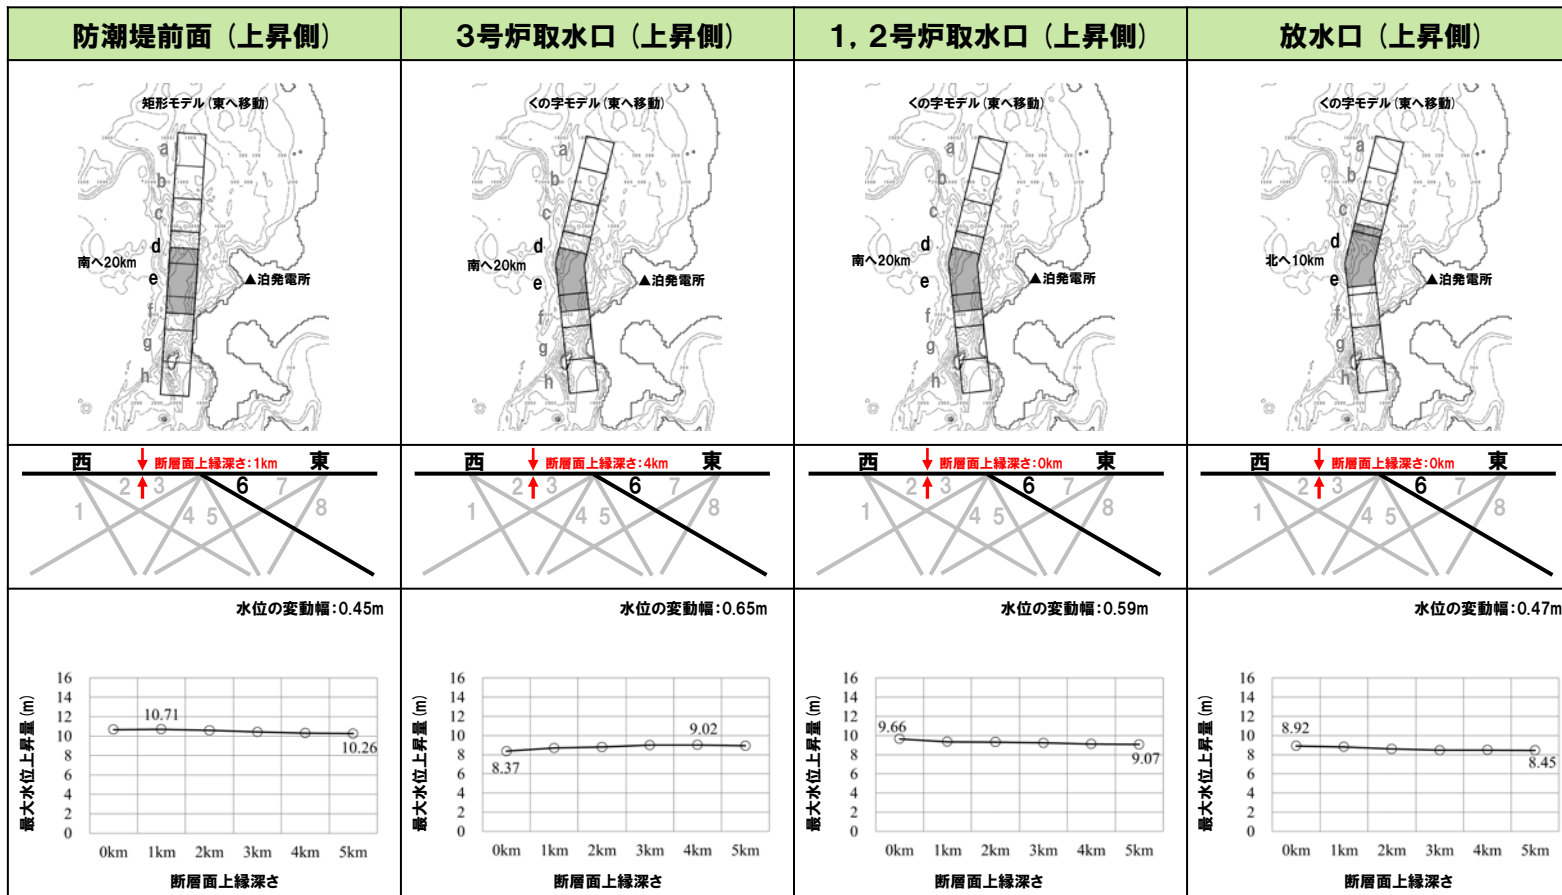 防潮堤前面（上昇側）
3号炉取水口（上昇側）
1，2号炉取水口（上昇側）
放水口（上昇側）
矩形モデル（東へ移動）
a
b
c
d
南へ20km
e
▲泊発電所
f
g
h
くの字モデル（東へ移動）
a
b
c
d
南へ20km
e
▲泊発電所
f
g
h
くの字モデル（東へ移動）
a
b
c
d
南へ20km
e
▲泊発電所
f
g
h
くの字モデル（東へ移動）
a
b
c
d
北へ10km
e
▲泊発電所
f
g
h
西 断層面上縁深さ：1km 東
1 2 3 4 5 6 7 8
西 断層面上縁深さ：4km 東
1 2 3 4 5 6 7 8
西 断層面上縁深さ：0km 東
1 2 3 4 5 6 7 8
西 断層面上縁深さ：0km 東
1 2 3 4 5 6 7 8
水位の変動幅：0.45m
最大水位上昇量（m）
16
14
12
10
8
6
4
2
0
10.71
10.26
0km 1km 2km 3km 4km 5km
断層面上縁深さ
水位の変動幅：0.65m
最大水位上昇量（m）
16
14
12
10
8
6
4
2
0
9.02
8.37
0km 1km 2km 3km 4km 5km
断層面上縁深さ
水位の変動幅：0.59m
最大水位上昇量（m）
16
14
12
10
8
6
4
2
0
9.66
9.07
0km 1km 2km 3km 4km 5km
断層面上縁深さ
水位の変動幅：0.47m
最大水位上昇量（m）
16
14
12
10
8
6
4
2
0
8.92
8.45
0km 1km 2km 3km 4km 5km
断層面上縁深さ